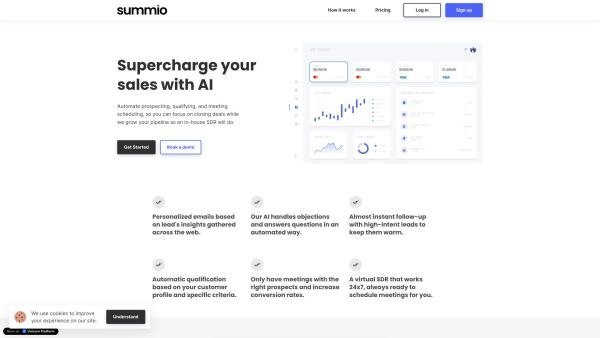 summio
How it works
Pricing
Log in
Sign up
Supercharge your
sales with AI
Automate prospecting, qualifying, and meeting
scheduling, so you can focus on closing deals while
we grow your pipeline as an in-house SDR will do.
Get Started
Book a demo
VISA
VISA
Personalized emails based
on lead's insights gathered
across the web.
Our AI handles objections
and answers questions in an
automated way.
Almost instant follow-up
with high-intent leads to
keep them warm.
Automatic qualification
based on your customer
profile and specific criteria.
Only have meetings with the
right prospects and increase
conversion rates.
A virtual SDR that works
24x7, always ready to
schedule meetings for you.
We use cookies to improve
your experience on our site.
Understand
Unicorn Platform